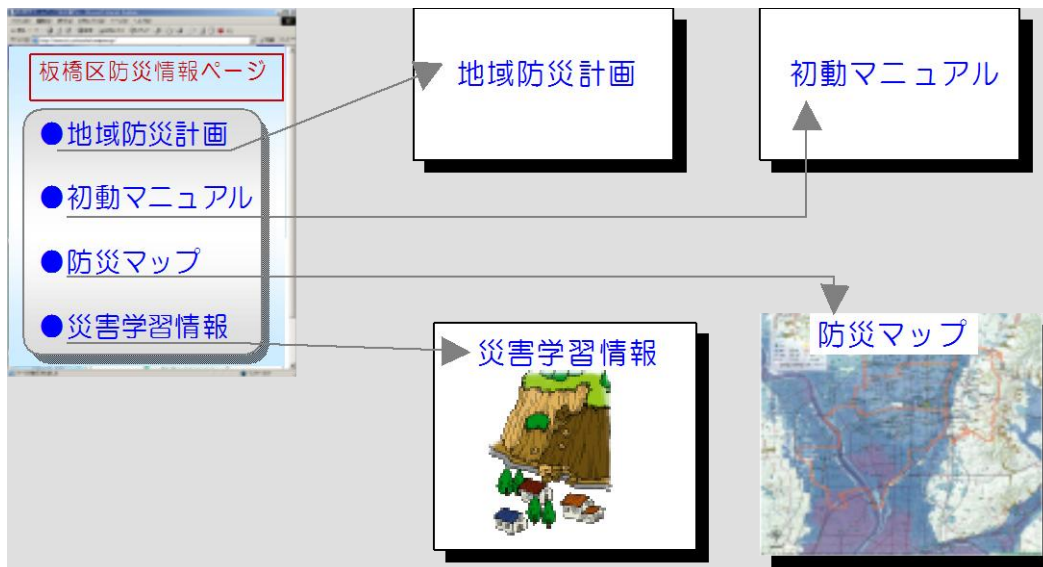 板橋区防災情報ページ
●地域防災計画
●初動マニュアル
●防災マップ
●災害学習情報
地域防災計画
初動マニュアル
災害学習情報
防災マップ